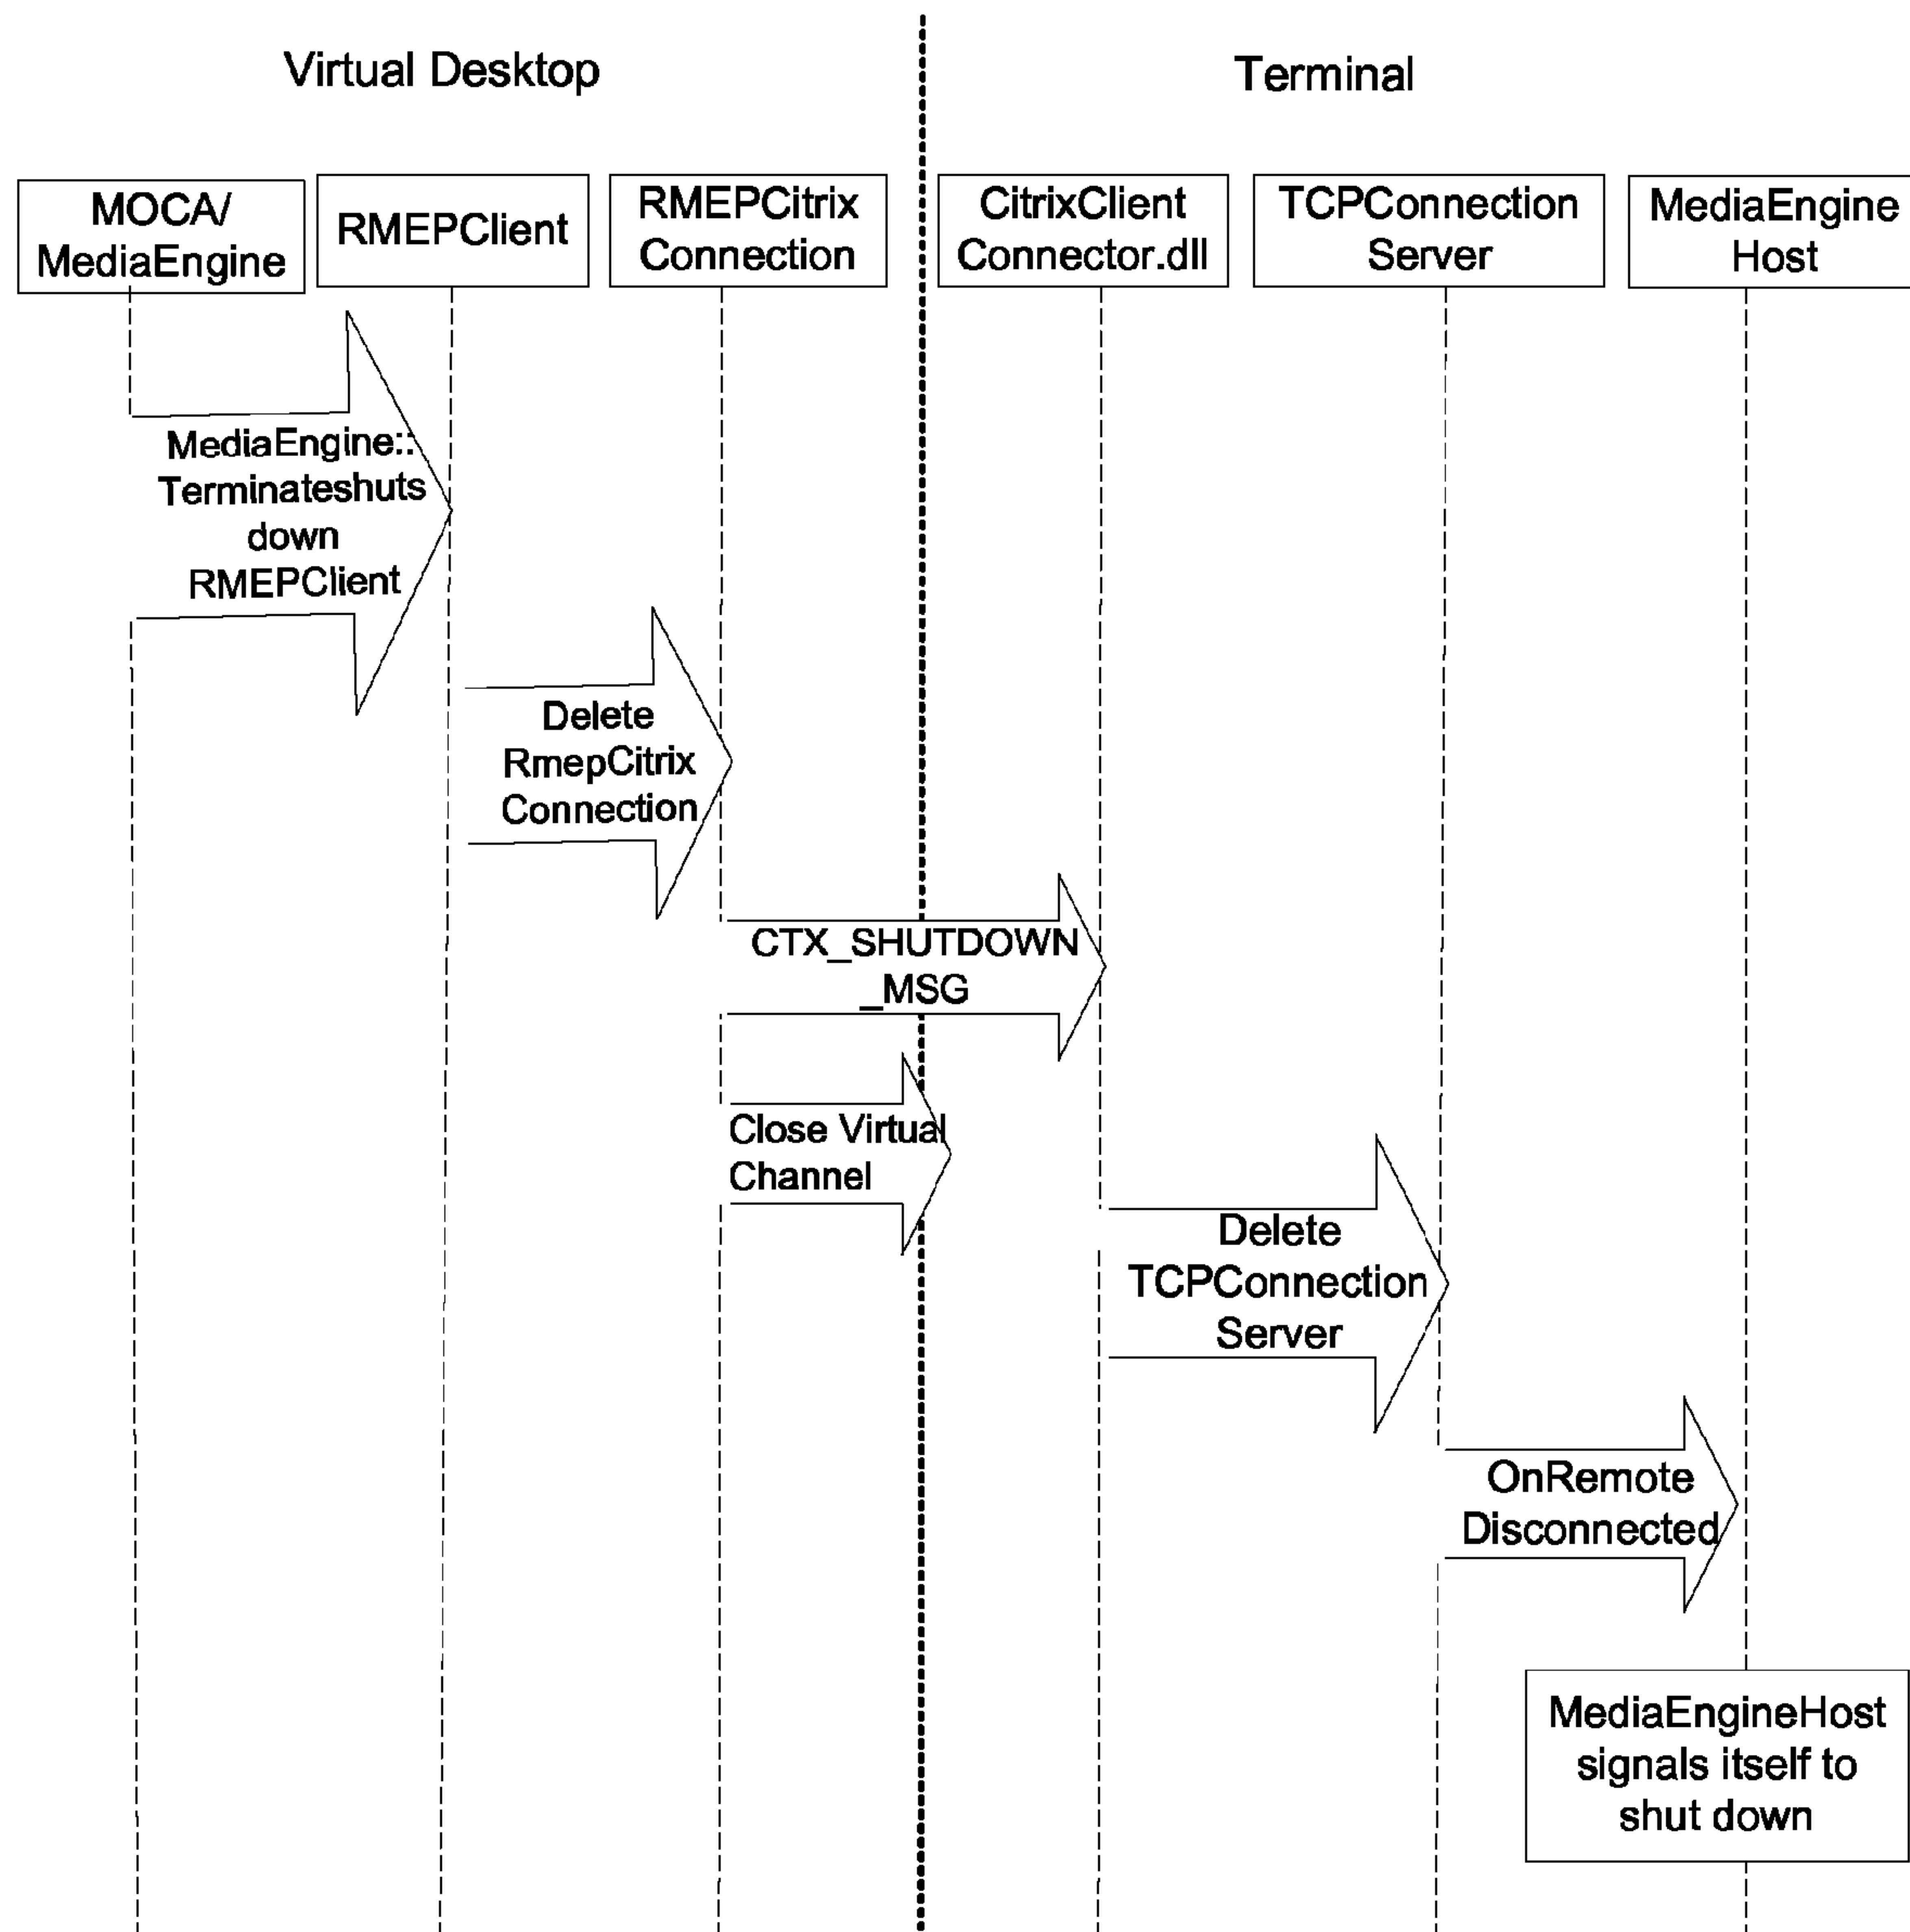 Virtual Desktop
Terminal
MOCA/
MediaEngine
RMEPClient
RMEPCitrix
Connection
CitrixClient
Connector.dll
TCPConnection
Server
MediaEngine
Host
MediaEngine::
Terminateshuts
down
RMEPClient
Delete
RmepCitrix
Connection
CTX_SHUTDOWN
_MSG
Close Virtual
Channel
Delete
TCPConnection
Server
OnRemote
Disconnected
MediaEngineHost
signals itself to
shut down